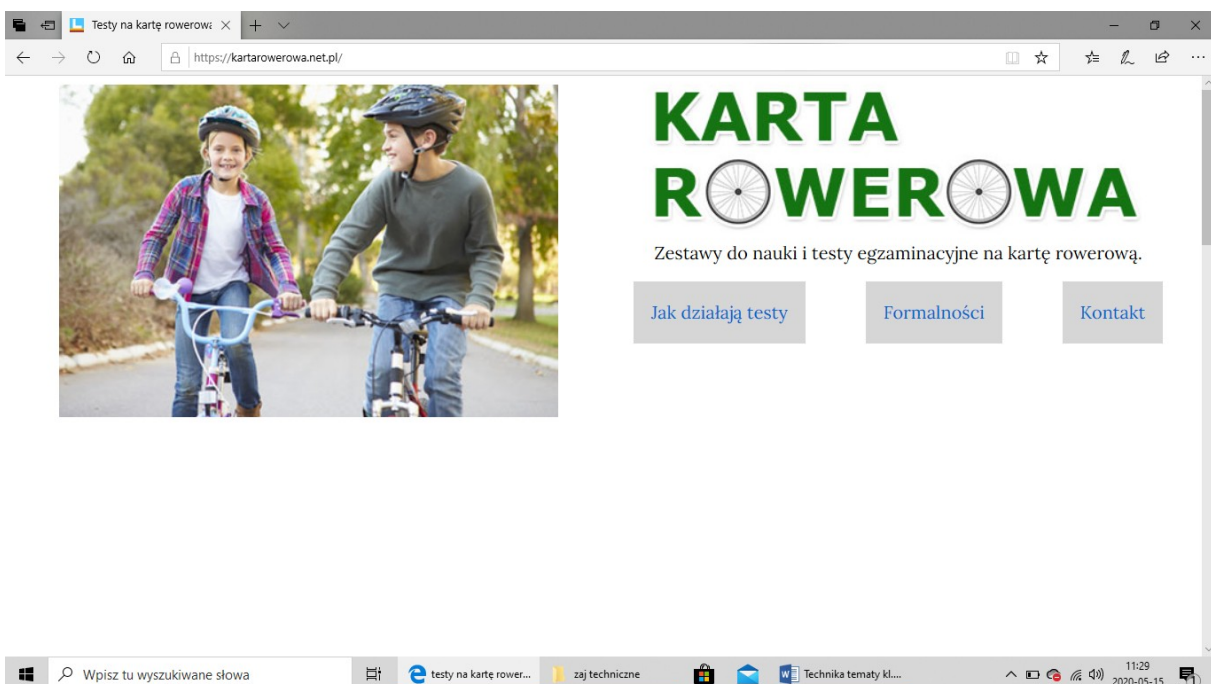 Testy na kartę rowerową
https://kartarowerowa.net.pl/
KARTA
ROWEROWA
Zestawy do nauki i testy egzaminacyjne na kartę rowerową.
Jak działają testy
Formalności
Kontakt
Wpisz tu wyszukiwane słowa
testy na kartę rower...
zaj techniczne
Technika tematy kl....
11:29
2020-05-15
1